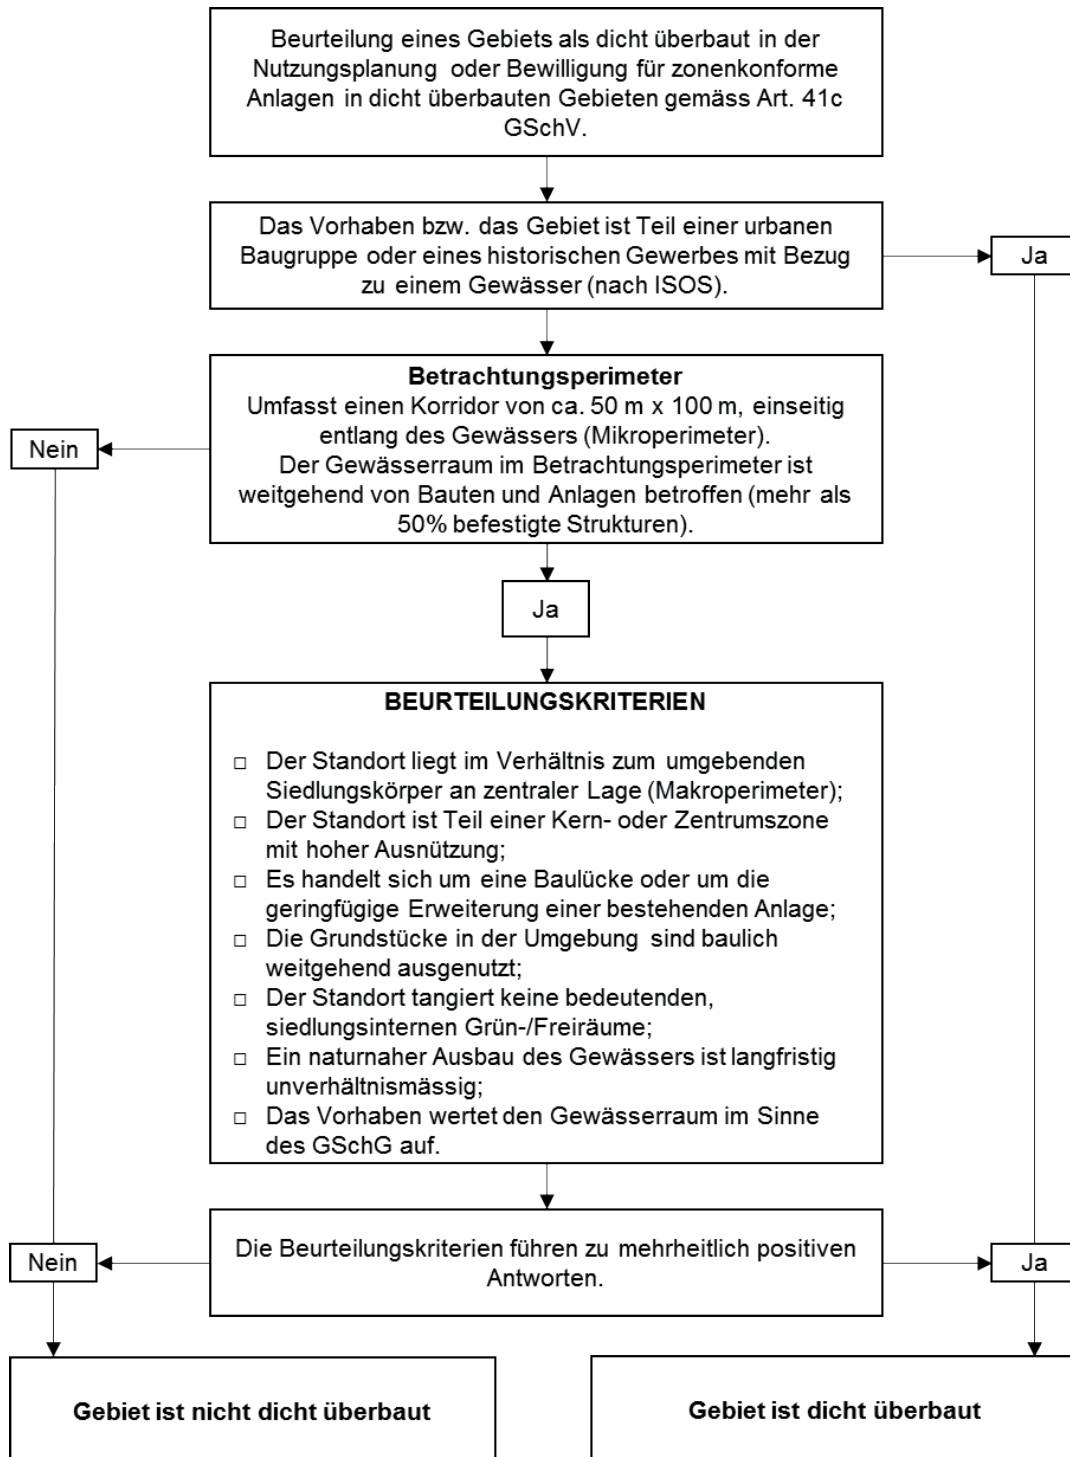 Beurteilung eines Gebiets als dicht überbaut in der
Nutzungsplanung oder Bewilligung für zonenkonforme
Anlagen in dicht überbauten Gebieten gemäss Art. 41c
GSchV.
Das Vorhaben bzw. das Gebiet ist Teil einer urbanen
Baugruppe oder eines historischen Gewerbes mit Bezug
zu einem Gewässer (nach ISOS).
Ja
Betrachtungsperimeter
Umfasst einen Korridor von ca. 50 m x 100 m, einseitig
entlang des Gewässers (Mikroperimeter).
Der Gewässerraum im Betrachtungsperimeter ist
weitgehend von Bauten und Anlagen betroffen (mehr als
50% befestigte Strukturen).
Nein
Ja
BEURTEILUNGSKRITERIEN
□ Der Standort liegt im Verhältnis zum umgebenden
Siedlungskörper an zentraler Lage (Makroperimeter);
□ Der Standort ist Teil einer Kern- oder Zentrumszone
mit hoher Ausnützung;
□ Es handelt sich um eine Baulücke oder um die
geringfügige Erweiterung einer bestehenden Anlage;
□ Die Grundstücke in der Umgebung sind baulich
weitgehend ausgenutzt;
□ Der Standort tangiert keine bedeutenden,
siedlungsinternen Grün-/Freiräume;
□ Ein naturnaher Ausbau des Gewässers ist langfristig
unverhältnismässig;
□ Das Vorhaben wertet den Gewässerraum im Sinne
des GSchG auf.
Die Beurteilungskriterien führen zu mehrheitlich positiven
Antworten.
Nein
Ja
Gebiet ist nicht dicht überbaut
Gebiet ist dicht überbaut